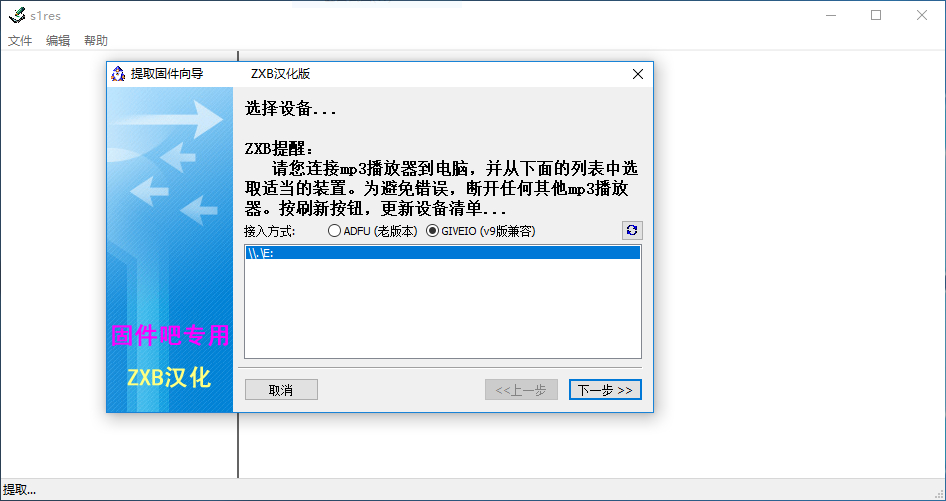 s1res
文件 编辑 帮助
提取固件向导 ZXB汉化版
选择设备...
ZXB提醒：
请您连接mp3播放器到电脑，并从下面的列表中选
取适当的装置。为避免错误，断开任何其他mp3播放
器。按刷新按钮，更新设备清单...
接入方式: ADFU (老版本) GIVEIO (v9版兼容)
\\.\E:
固件吧专用
ZXB汉化
取消 <<上一步 下一步 >>
提取...